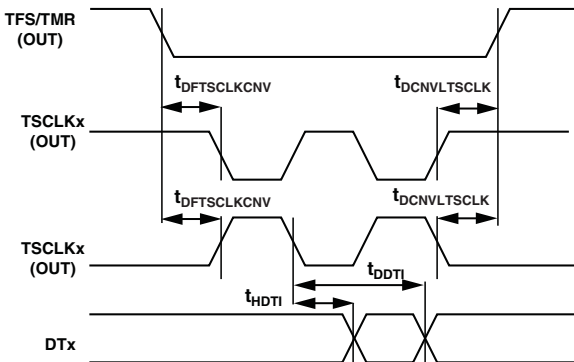 TFS/TMR
(OUT)
tDFTSCLKCNV
tDCNVLTSCLK
TSCLKx
(OUT)
tDFTSCLKCNV
tDCNVLTSCLK
TSCLKx
(OUT)
tDDTI
tHDTI
DTx